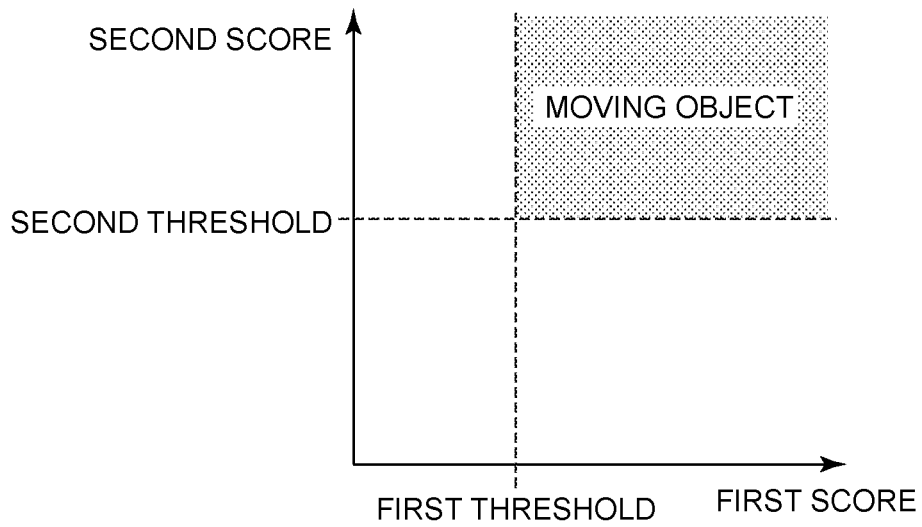 SECOND SCORE
MOVING OBJECT
SECOND THRESHOLD
FIRST THRESHOLD
FIRST SCORE